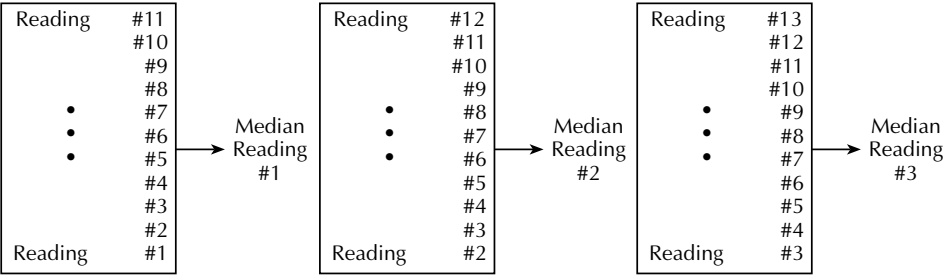 Reading #11
#10
#9
#8
#7
#6
#5
#4
#3
#2
Reading #1
Median
Reading
#1
Reading #12
#11
#10
#9
#8
#7
#6
#5
#4
#3
Reading #2
Median
Reading
#2
Reading #13
#12
#11
#10
#9
#8
#7
#6
#5
#4
Reading #3
Median
Reading
#3